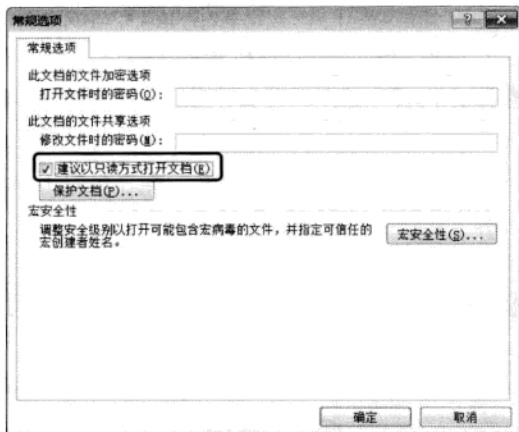 常规选项
常规选项
此文档的文件加密选项
打开文件时的密码(O):
此文档的文件共享选项
修改文件时的密码(M):
建议以只读方式打开文档(E)
保护文档(P)...
宏安全性
调整安全级别以打开可能包含宏病毒的文件，并指定可信任的
宏创建者姓名。
宏安全性(S)...
确定
取消